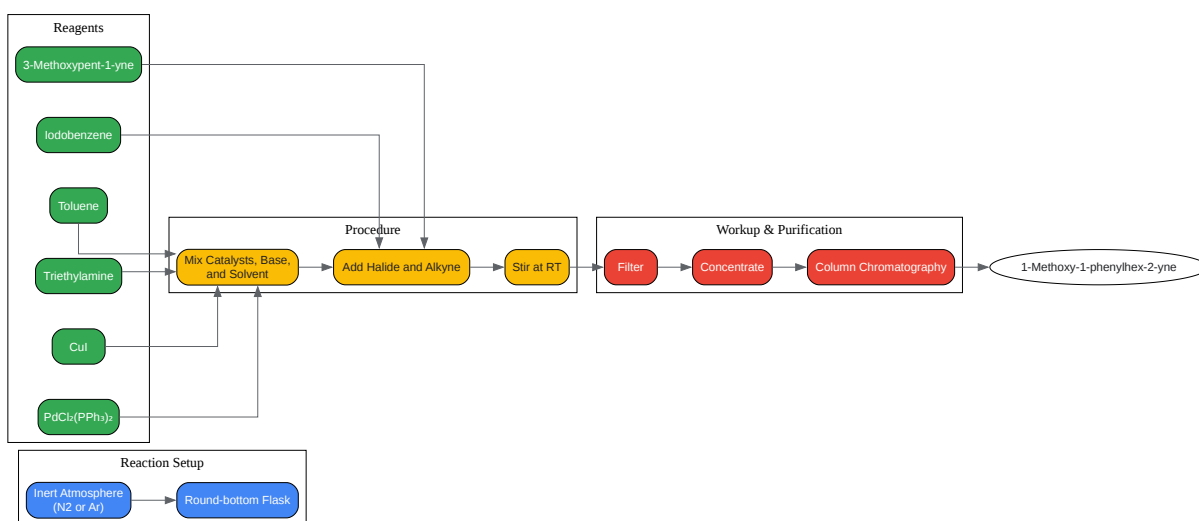 Reagents
3-Methoxypent-1-yne
Iodobenzene
Toluene
Triethylamine
CuI
PdCl₂(PPh₃)₂
Procedure
Mix Catalysts, Base,
and Solvent
Add Halide and Alkyne
Stir at RT
Workup & Purification
Filter
Concentrate
Column Chromatography
1-Methoxy-1-phenylhex-2-yne
Reaction Setup
Inert Atmosphere
(N2 or Ar)
Round-bottom Flask